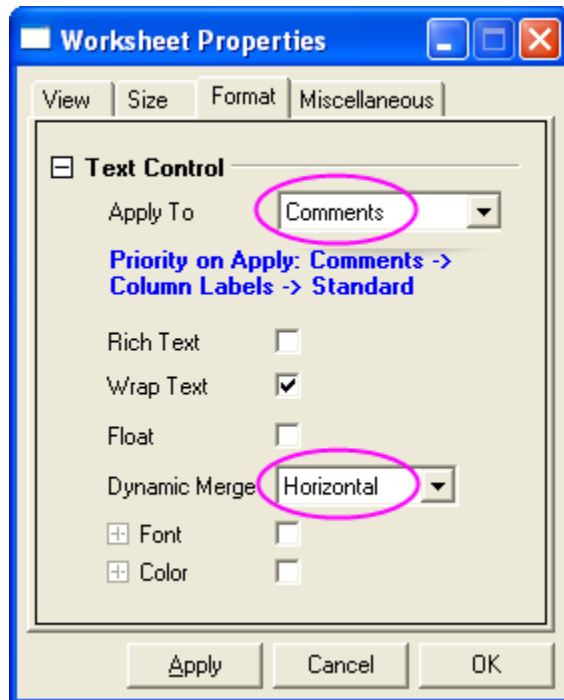 Worksheet Properties
View Size Format Miscellaneous
Text Control
Apply To Comments
Priority on Apply: Comments ->
Column Labels -> Standard
Rich Text
Wrap Text
Float
Dynamic Merge Horizontal
Font
Color
Apply Cancel OK